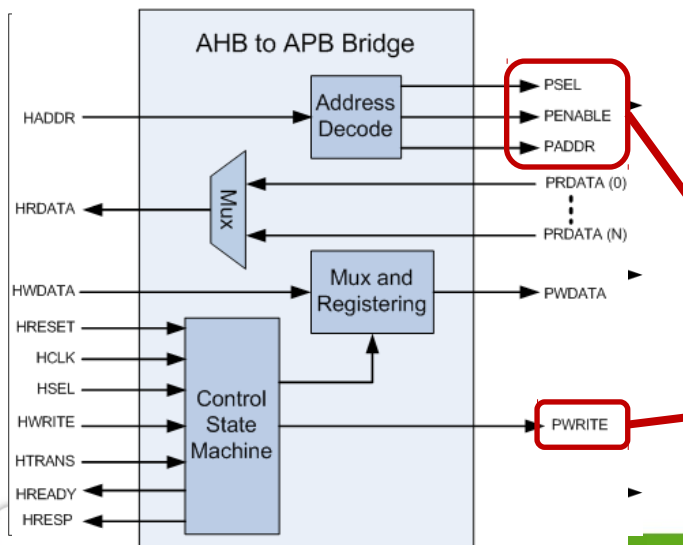 AHB to APB Bridge
HADDR
Address
Decode
PSEL
PENABLE
PADDR
HRDATA
Mux
PRDATA (0)
PRDATA (N)
HWDATA
Mux and
Registering
PWDATA
HRESET
HCLK
HSEL
HWRITE
HTRANS
HREADY
HRESP
Control
State
Machine
PWRITE